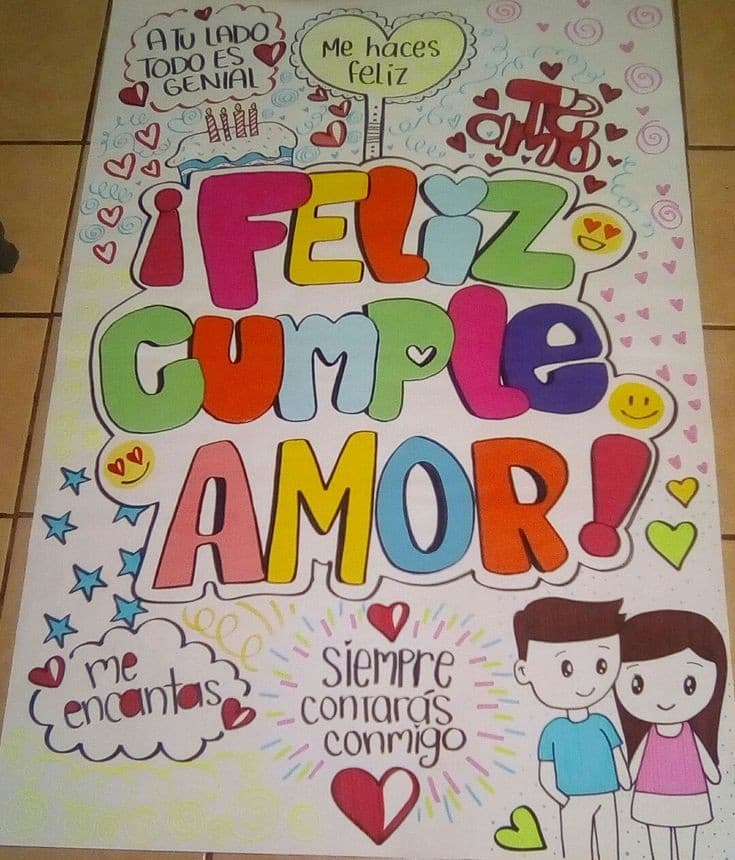 A TU LADO
TODO ES
GENIAL
Me haces
feliz
TE
amo
¡FELIZ
CUMPLE
AMOR!
me
encantas
SIEMPRE
contarás
conmigo